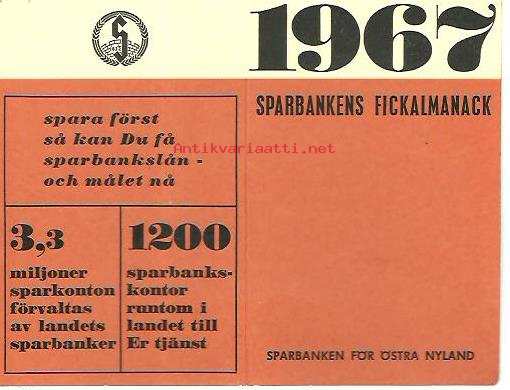 S
1967
SPARBANKENS FICKALMANACK
spara först
så kan Du få
sparbankslån -
och målet nå
3,3
miljoner
sparkonton
förvaltas
av landets
sparbanker
1200
sparbanks-
kontor
runtom i
landet till
Er tjänst
SPARBANKEN FÖR ÖSTRA NYLAND
Antikvariaatti.net